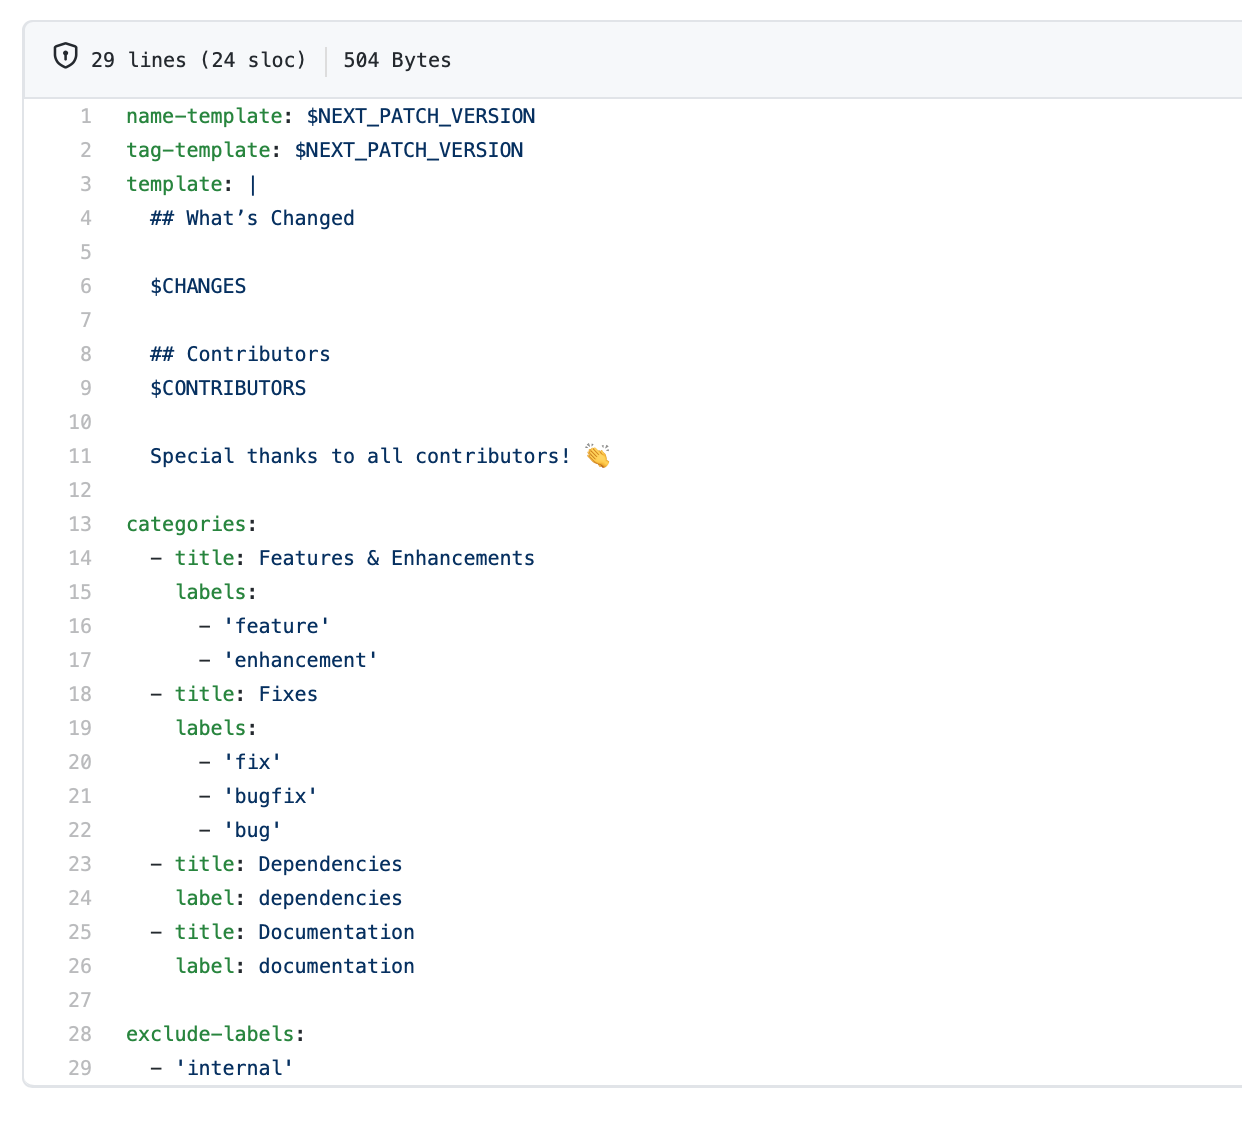 29 lines (24 sloc) | 504 Bytes
1 name-template: $NEXT_PATCH_VERSION
2 tag-template: $NEXT_PATCH_VERSION
3 template: |
4   ## What’s Changed
5
6   $CHANGES
7
8   ## Contributors
9   $CONTRIBUTORS
10
11   Special thanks to all contributors! 👏
12
13 categories:
14   - title: Features & Enhancements
15     labels:
16       - 'feature'
17       - 'enhancement'
18   - title: Fixes
19     labels:
20       - 'fix'
21       - 'bugfix'
22       - 'bug'
23   - title: Dependencies
24     label: dependencies
25   - title: Documentation
26     label: documentation
27
28 exclude-labels:
29   - 'internal'